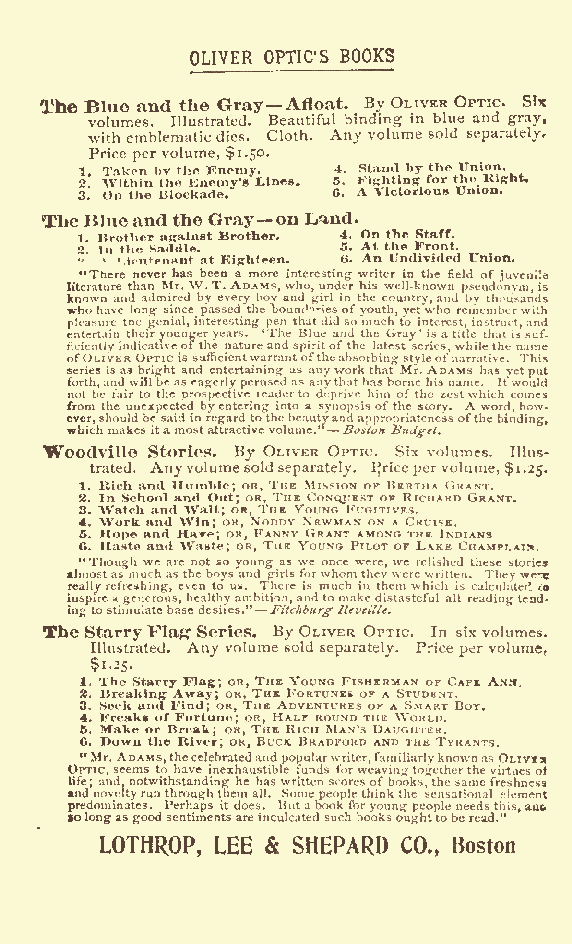 OLIVER OPTIC'S BOOKS
The Blue and the Gray—Afloat. By Oliver Optic. Six
volumes. Illustrated. Beautiful binding in blue and gray,
with emblematic dies. Cloth. Any volume sold separately.
Price per volume, $1.50.
1. Taken by the Enemy. 4. Stand by the Union.
2. Within the Enemy's Lines. 5. Fighting for the Right.
3. On the Blockade. 6. A Victorious Union.
The Blue and the Gray—on Land.
1. Brother against Brother. 4. On the Staff.
2. In the Saddle. 5. At the Front.
3. A Lieutenant at Eighteen. 6. An Undivided Union.
"There never has been a more interesting writer in the field of juvenile
literature than Mr. W. T. Adams, who, under his well-known pseudonym, is
known and admired by every boy and girl in the country, and by thousands
who have long since passed the boundaries of youth, yet who remember with
pleasure the genial, interesting pen that did so much to interest, instruct, and
entertain their younger years. 'The Blue and the Gray' is a title that is suf-
ficiently indicative of the nature and spirit of the latest series, while the name
of Oliver Optic is sufficient warrant of the absorbing style of narrative. This
series is as bright and entertaining as any work that Mr. Adams has yet put
forth, and will be as eagerly perused as any that has borne his name. It would
not be fair to the prospective reader to deprive him of the zest which comes
from the unexpected by entering into a synopsis of the story. A word, how-
ever, should be said in regard to the beauty and appropriateness of the binding,
which makes it a most attractive volume."—Boston Budget.
Woodville Stories. By Oliver Optic. Six volumes. Illus-
trated. Any volume sold separately. Price per volume, $1.25.
1. Rich and Humble; or, The Mission of Bertha Grant.
2. In School and Out; or, The Conquest of Richard Grant.
3. Watch and Wait; or, The Young Fugitives.
4. Work and Win; or, Noddy Newman on a Cruise.
5. Hope and Have; or, Fanny Grant among the Indians
6. Haste and Waste; or, The Young Pilot of Lake Champlain.
"Though we are not so young as we once were, we relished these stories
almost as much as the boys and girls for whom they were written. They were
really refreshing, even to us. There is much in them which is calculated to
inspire a generous, healthy ambition, and to make distasteful all reading tend-
ing to stimulate base desires."—Fitchburg Reveille.
The Starry Flag Series. By Oliver Optic. In six volumes.
Illustrated. Any volume sold separately. Price per volume,
$1.25.
1. The Starry Flag; or, The Young Fisherman of Cape Ann.
2. Breaking Away; or, The Fortunes of a Student.
3. Seek and Find; or, The Adventures of a Smart Boy.
4. Freaks of Fortune; or, Half round the World.
5. Make or Break; or, The Rich Man's Daughter.
6. Down the River; or, Buck Bradford and the Tyrants.
"Mr. Adams, the celebrated and popular writer, familiarly known as Oliver
Optic, seems to have inexhaustible funds for weaving together the virtues of
life; and, notwithstanding he has written scores of books, the same freshness
and novelty run through them all. Some people think the sensational element
predominates. Perhaps it does. But a book for young people needs this, and
so long as good sentiments are inculcated such books ought to be read."
LOTHROP, LEE & SHEPARD CO., Boston